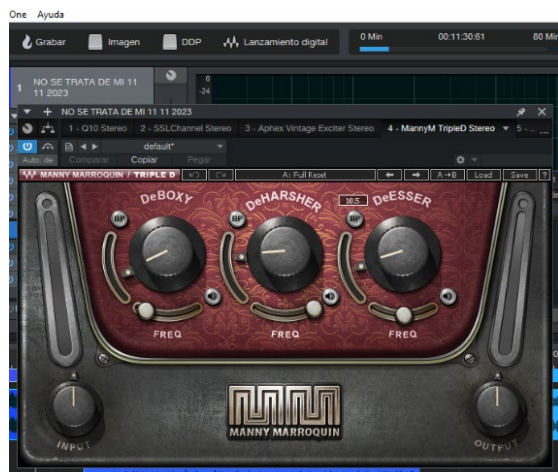 One Ayuda
Grabar Imagen DDP Lanzamiento digital 0 Min 00:11:30:61 80 Min
1 NO SE TRATA DE MI 11 11 2023
0
-24
NO SE TRATA DE MI 11 11 2023
1 - Q10 Stereo 2 - SSLChannel Stereo 3 - Aphex Vintage Exciter Stereo 4 - MannyM TripleD Stereo 5 - ...
default*
Auto: de Comparar Copiar Pegar
MANNY MARROQUIN / TRIPLE D A: Full Reset A→B Load Save ?
DeBOXY DeHARSHER 10.5 DeESSER
BP BP BP
FREQ FREQ FREQ
INPUT MANNY MARROQUIN OUTPUT